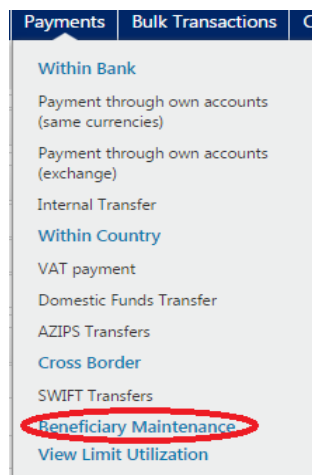 Payments Bulk Transactions C
Within Bank
Payment through own accounts
(same currencies)
Payment through own accounts
(exchange)
Internal Transfer
Within Country
VAT payment
Domestic Funds Transfer
AZIPS Transfers
Cross Border
SWIFT Transfers
Beneficiary Maintenance
View Limit Utilization